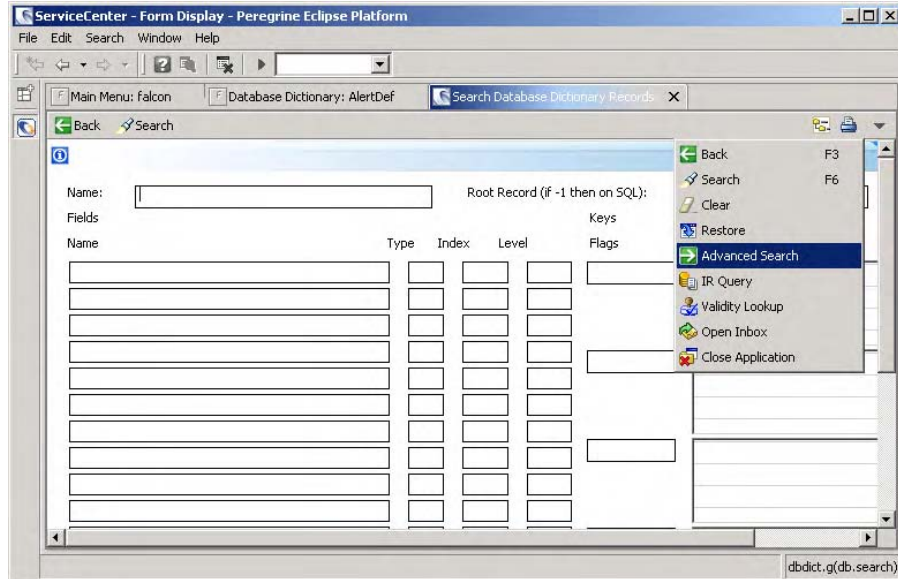 ServiceCenter - Form Display - Peregrine Eclipse Platform
File Edit Search Window Help
Main Menu: falcon Database Dictionary: AlertDef Search Database Dictionary Records
Back Search
Back F3
Search F6
Clear
Restore
Advanced Search
IR Query
Validity Lookup
Open Inbox
Close Application
Name: Root Record (if -1 then on SQL):
Fields Keys
Name Type Index Level Flags
dbdict.g(db.search)